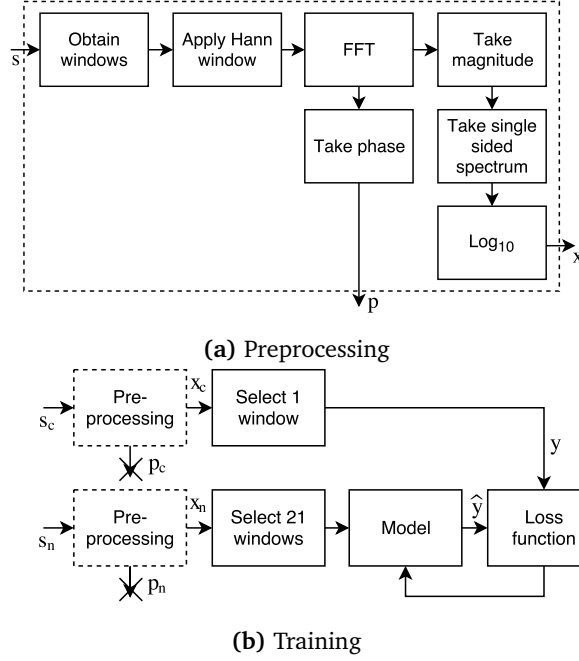 s
Obtain
windows
Apply Hann
window
FFT
Take
magnitude
Take phase
Take single
sided
spectrum
Log10
x
p
(a) Preprocessing
s_c
Pre-
processing
x_c
Select 1
window
p_c
y
s_n
Pre-
processing
x_n
Select 21
windows
Model
ŷ
Loss
function
p_n
(b) Training